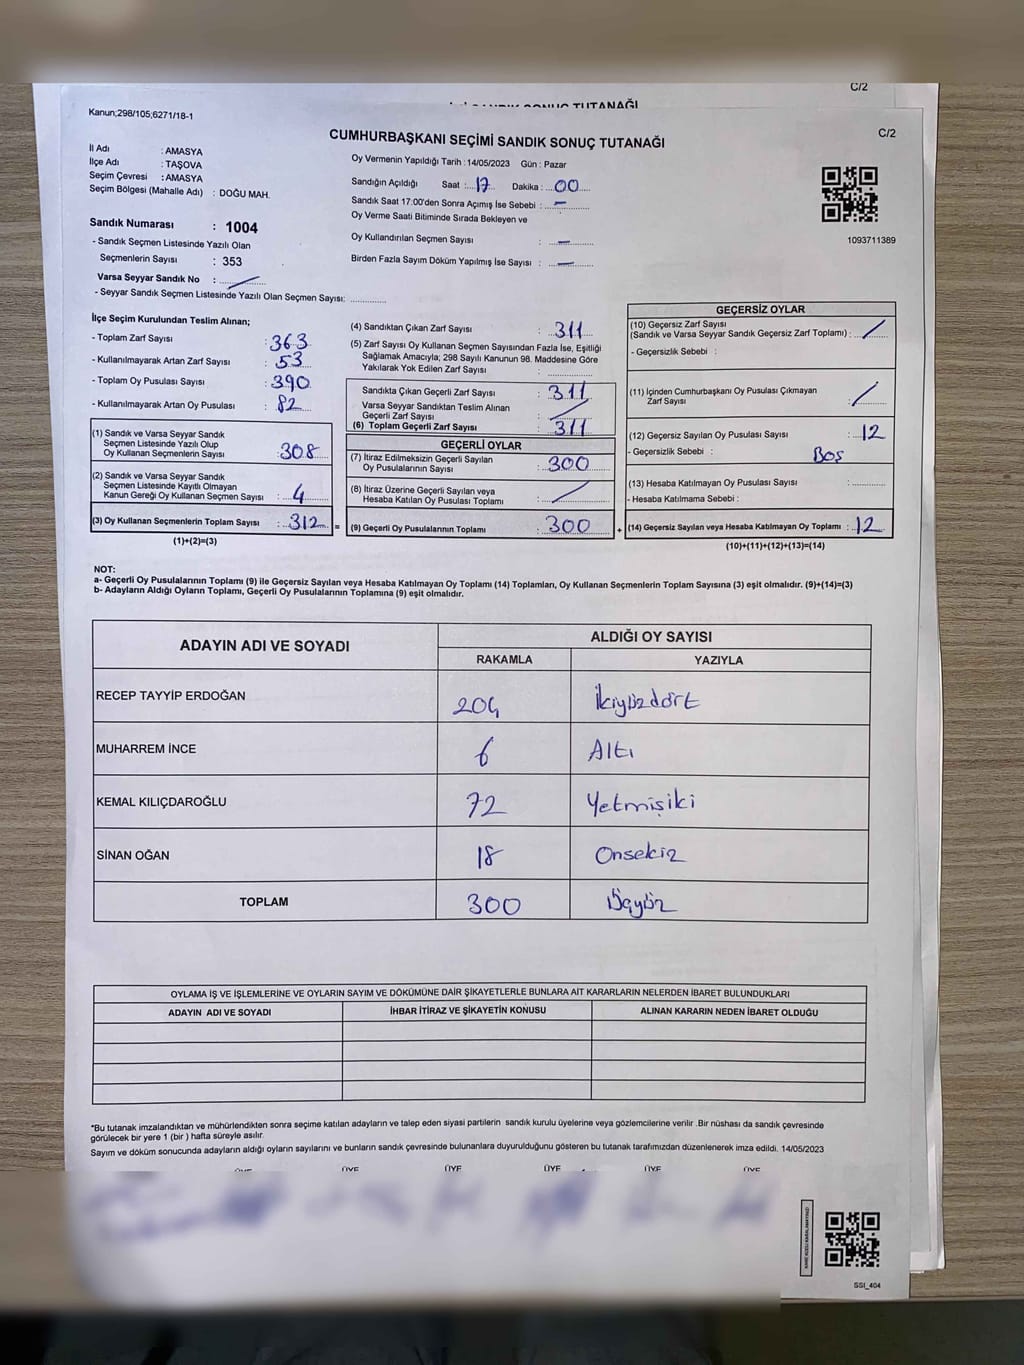 C/2
SANDIK SONUÇ TUTANAĞI
Kanun;298/105;6271/18-1
CUMHURBAŞKANI SEÇİMİ SANDIK SONUÇ TUTANAĞI
C/2
İl Adı : AMASYA
İlçe Adı : TAŞOVA
Seçim Çevresi : AMASYA
Seçim Bölgesi (Mahalle Adı) : DOĞU MAH.
Oy Vermenin Yapıldığı Tarih : 14/05/2023 Gün : Pazar
Sandığın Açıldığı Saat : 17 Dakika : 00
Sandık Saat 17.00'den Sonra Açımış İse Sebebi : –
Oy Verme Saati Bitiminde Sırada Bekleyen ve
Oy Kullandırılan Seçmen Sayısı : –
Birden Fazla Sayım Döküm Yapılmış İse Sayısı : –
1093711389
Sandık Numarası : 1004
- Sandık Seçmen Listesinde Yazılı Olan
Seçmenlerin Sayısı : 353
Varsa Seyyar Sandık No : /
- Seyyar Sandık Seçmen Listesinde Yazılı Olan Seçmen Sayısı: ............
İlçe Seçim Kurulundan Teslim Alınan;
- Toplam Zarf Sayısı : 363
- Kullanılmayarak Artan Zarf Sayısı : 53
- Toplam Oy Pusulası Sayısı : 390
- Kullanılmayarak Artan Oy Pusulası : 82
(1) Sandık ve Varsa Seyyar Sandık
Seçmen Listesinde Yazılı Olup
Oy Kullanan Seçmenlerin Sayısı : 308
(2) Sandık ve Varsa Seyyar Sandık
Seçmen Listesinde Kayıtlı Olmayan
Kanun Gereği Oy Kullanan Seçmen Sayısı : 4
(3) Oy Kullanan Seçmenlerin Toplam Sayısı : 312 =
(1)+(2)=(3)
(4) Sandıktan Çıkan Zarf Sayısı : 311
(5) Zarf Sayısı Oy Kullanan Seçmen Sayısından Fazla İse, Eşitliği
Sağlamak Amacıyla; 298 Sayılı Kanunun 98. Maddesine Göre
Yakılarak Yok Edilen Zarf Sayısı : ............
Sandıkta Çıkan Geçerli Zarf Sayısı : 311
Varsa Seyyar Sandıktan Teslim Alınan
Geçerli Zarf Sayısı : /
(6) Toplam Geçerli Zarf Sayısı : 311
GEÇERLİ OYLAR
(7) İtiraz Edilmeksizin Geçerli Sayılan
Oy Pusulalarının Sayısı : 300
(8) İtiraz Üzerine Geçerli Sayılan veya
Hesaba Katılan Oy Pusulası Toplamı : /
(9) Geçerli Oy Pusulalarının Toplamı : 300 +
GEÇERSİZ OYLAR
(10) Geçersiz Zarf Sayısı
(Sandık ve Varsa Seyyar Sandık Geçersiz Zarf Toplamı) : /
- Geçersizlik Sebebi :
(11) İçinden Cumhurbaşkanı Oy Pusulası Çıkmayan
Zarf Sayısı : /
(12) Geçersiz Sayılan Oy Pusulası Sayısı : 12
- Geçersizlik Sebebi : Boş
(13) Hesaba Katılmayan Oy Pusulası Sayısı : ............
- Hesaba Katılmama Sebebi :
(14) Geçersiz Sayılan veya Hesaba Katılmayan Oy Toplamı : 12
(10)+(11)+(12)+(13)=(14)
NOT:
a- Geçerli Oy Pusulalarının Toplamı (9) ile Geçersiz Sayılan veya Hesaba Katılmayan Oy Toplamı (14) Toplamları, Oy Kullanan Seçmenlerin Toplam Sayısına (3) eşit olmalıdır. (9)+(14)=(3)
b- Adayların Aldığı Oyların Toplamı, Geçerli Oy Pusulalarının Toplamına (9) eşit olmalıdır.
ADAYIN ADI VE SOYADI ALDIĞI OY SAYISI
RAKAMLA YAZIYLA
RECEP TAYYİP ERDOĞAN 204 İkiyüzdört
MUHARREM İNCE 6 Altı
KEMAL KILIÇDAROĞLU 72 Yetmişiki
SİNAN OĞAN 18 Onsekiz
TOPLAM 300 Üçyüz
OYLAMA İŞ VE İŞLEMLERİNE VE OYLARIN SAYIM VE DÖKÜMÜNE DAİR ŞİKAYETLERLE BUNLARA AİT KARARLARIN NELERDEN İBARET BULUNDUKLARI
ADAYIN ADI VE SOYADI İHBAR İTİRAZ VE ŞİKAYETİN KONUSU ALINAN KARARIN NEDEN İBARET OLDUĞU
*Bu tutanak imzalandıktan ve mühürlendikten sonra seçime katılan adayların ve talep eden siyasi partilerin sandık kurulu üyelerine veya gözlemcilerine verilir .Bir nüshası da sandık çevresinde
görülecek bir yere 1 (bir ) hafta süreyle asılır.
Sayım ve döküm sonucunda adayların aldığı oyların sayılarını ve bunların sandık çevresinde bulunanlara duyurulduğunu gösteren bu tutanak tarafımızdan düzenlenerek imza edildi. 14/05/2023
ÜYE ÜYE ÜYE ÜYE ÜYE ÜYE
SSI_404